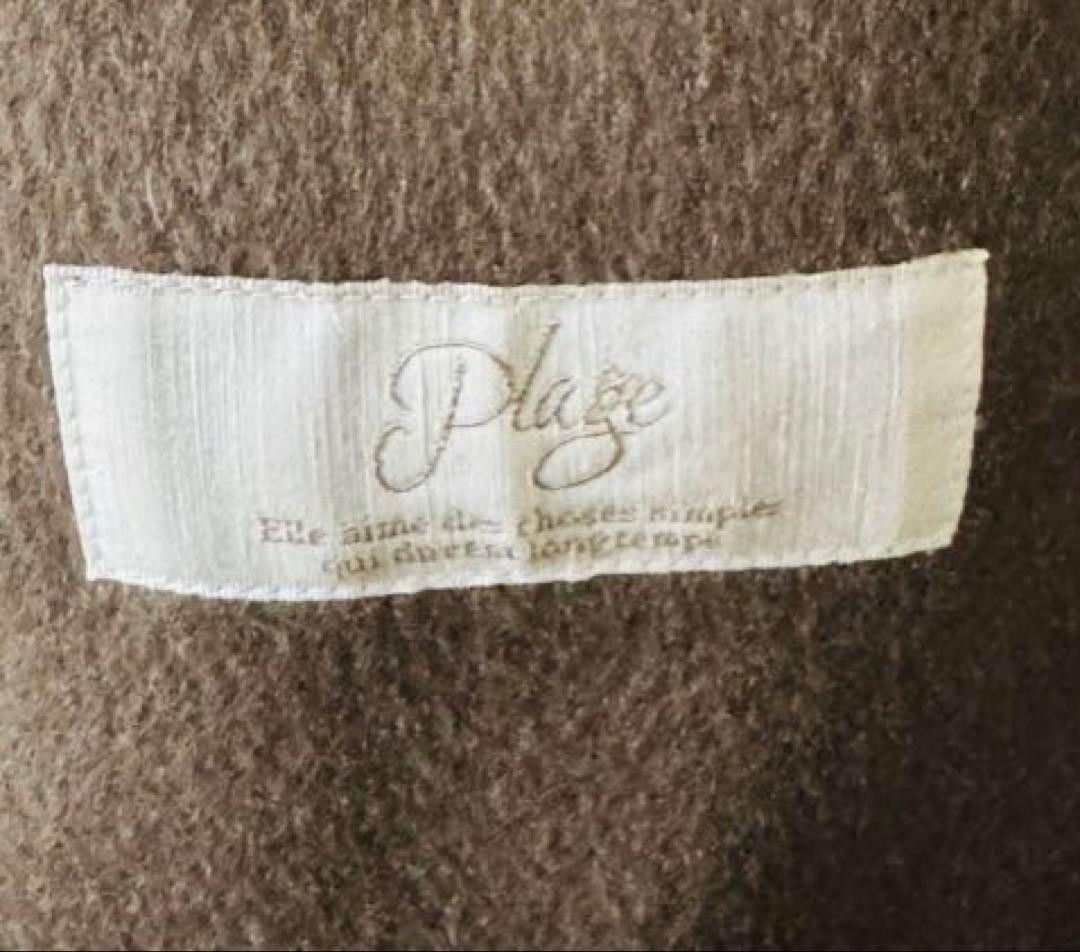 Plage
Elle aime des choses simples
qui durent longtemps